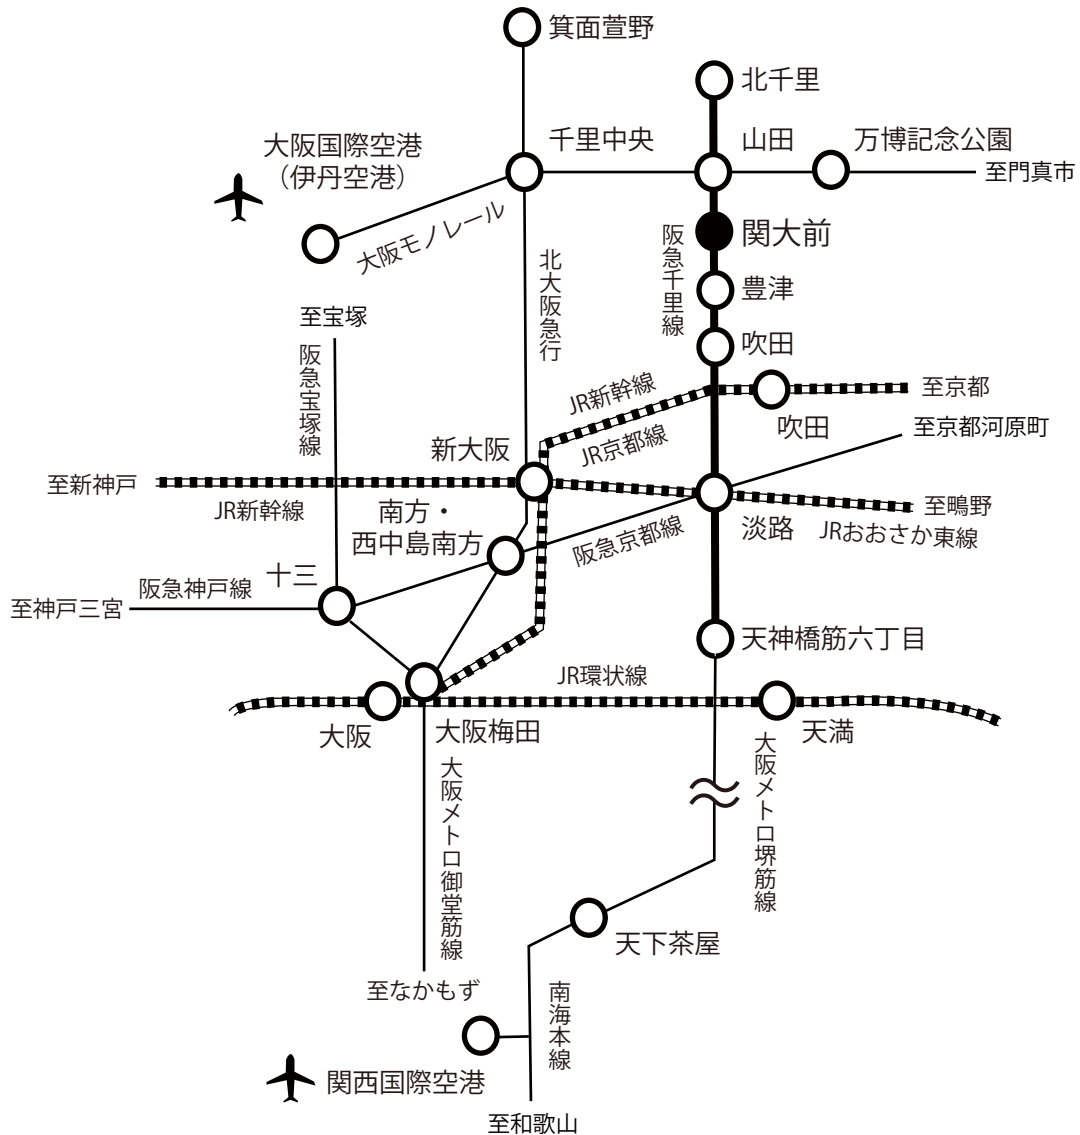 箕面萱野
北千里
千里中央
山田
万博記念公園
至門真市
大阪国際空港
（伊丹空港）
大阪モノレール
関大前
阪急千里線
北大阪急行
豊津
至宝塚
阪急宝塚線
吹田
JR新幹線
至京都
吹田
JR京都線
至京都河原町
新大阪
至新神戸
JR新幹線
南方・
西中島南方
阪急京都線
淡路
至鴫野
JRおおさか東線
十三
阪急神戸線
至神戸三宮
天神橋筋六丁目
JR環状線
大阪
大阪梅田
天満
大阪メトロ御堂筋線
大阪メトロ堺筋線
天下茶屋
至なかもず
南海本線
関西国際空港
至和歌山